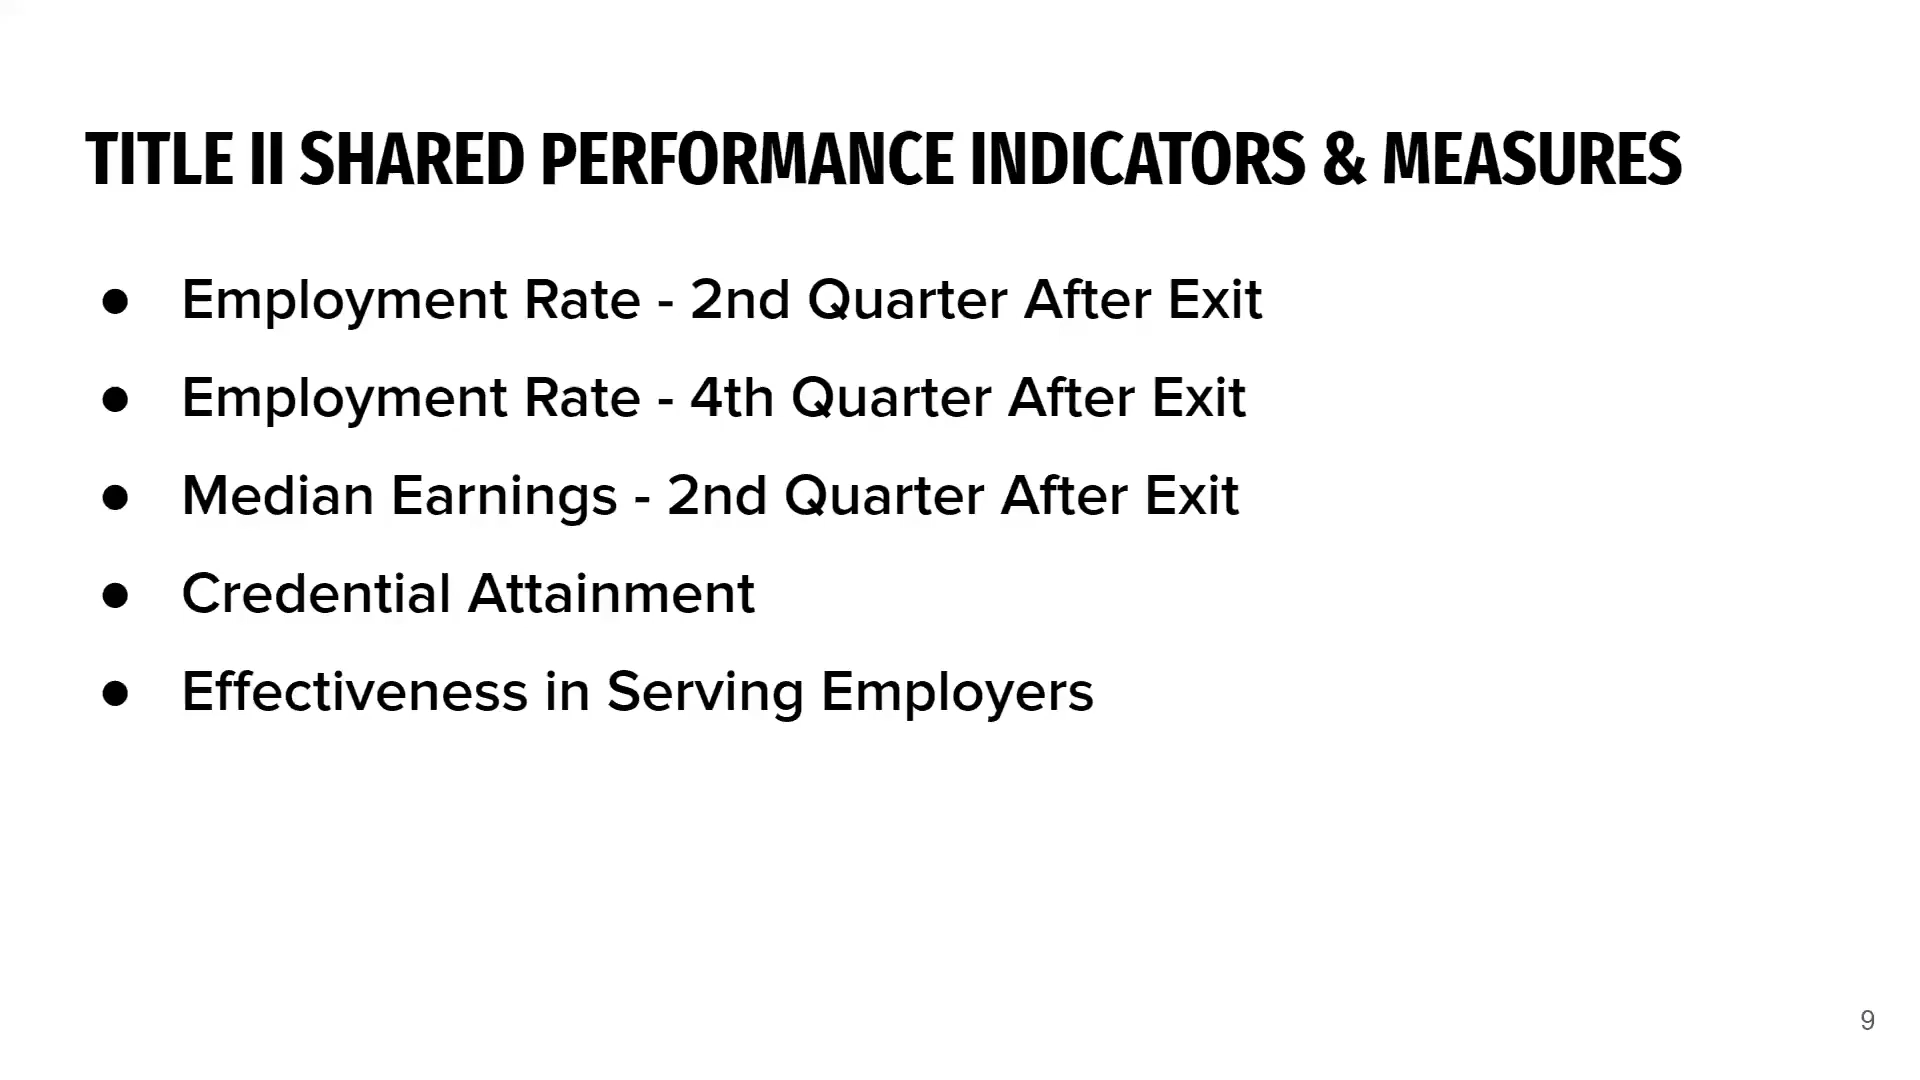 TITLE II SHARED PERFORMANCE INDICATORS & MEASURES
● Employment Rate - 2nd Quarter After Exit
● Employment Rate - 4th Quarter After Exit
● Median Earnings - 2nd Quarter After Exit
● Credential Attainment
● Effectiveness in Serving Employers
9